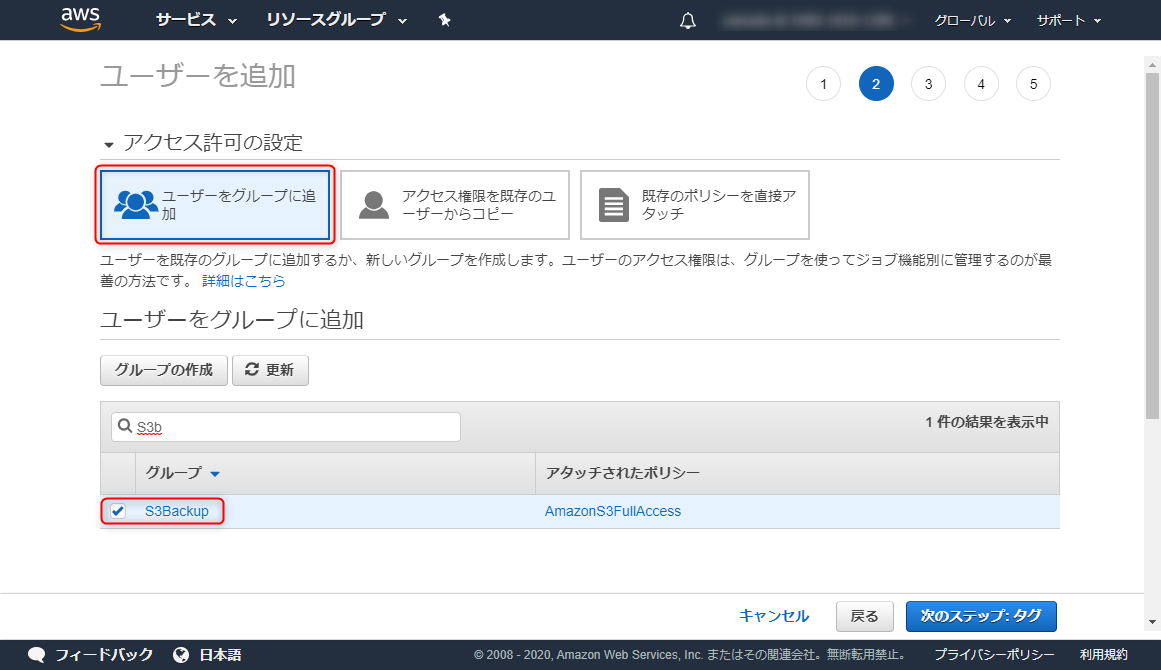 aws サービス リソースグループ グローバル サポート
ユーザーを追加
1 2 3 4 5
アクセス許可の設定
ユーザーをグループに追
加
アクセス権限を既存のユ
ーザーからコピー
既存のポリシーを直接ア
タッチ
ユーザーを既存のグループに追加するか、新しいグループを作成します。ユーザーのアクセス権限は、グループを使ってジョブ機能別に管理するのが最
善の方法です。 詳細はこちら
ユーザーをグループに追加
グループの作成 更新
S3b 1 件の結果を表示中
グループ アタッチされたポリシー
S3Backup AmazonS3FullAccess
キャンセル 戻る 次のステップ: タグ
フィードバック 日本語 © 2008 - 2020, Amazon Web Services, Inc. またはその関連会社。無断転用禁止。 プライバシーポリシー 利用規約